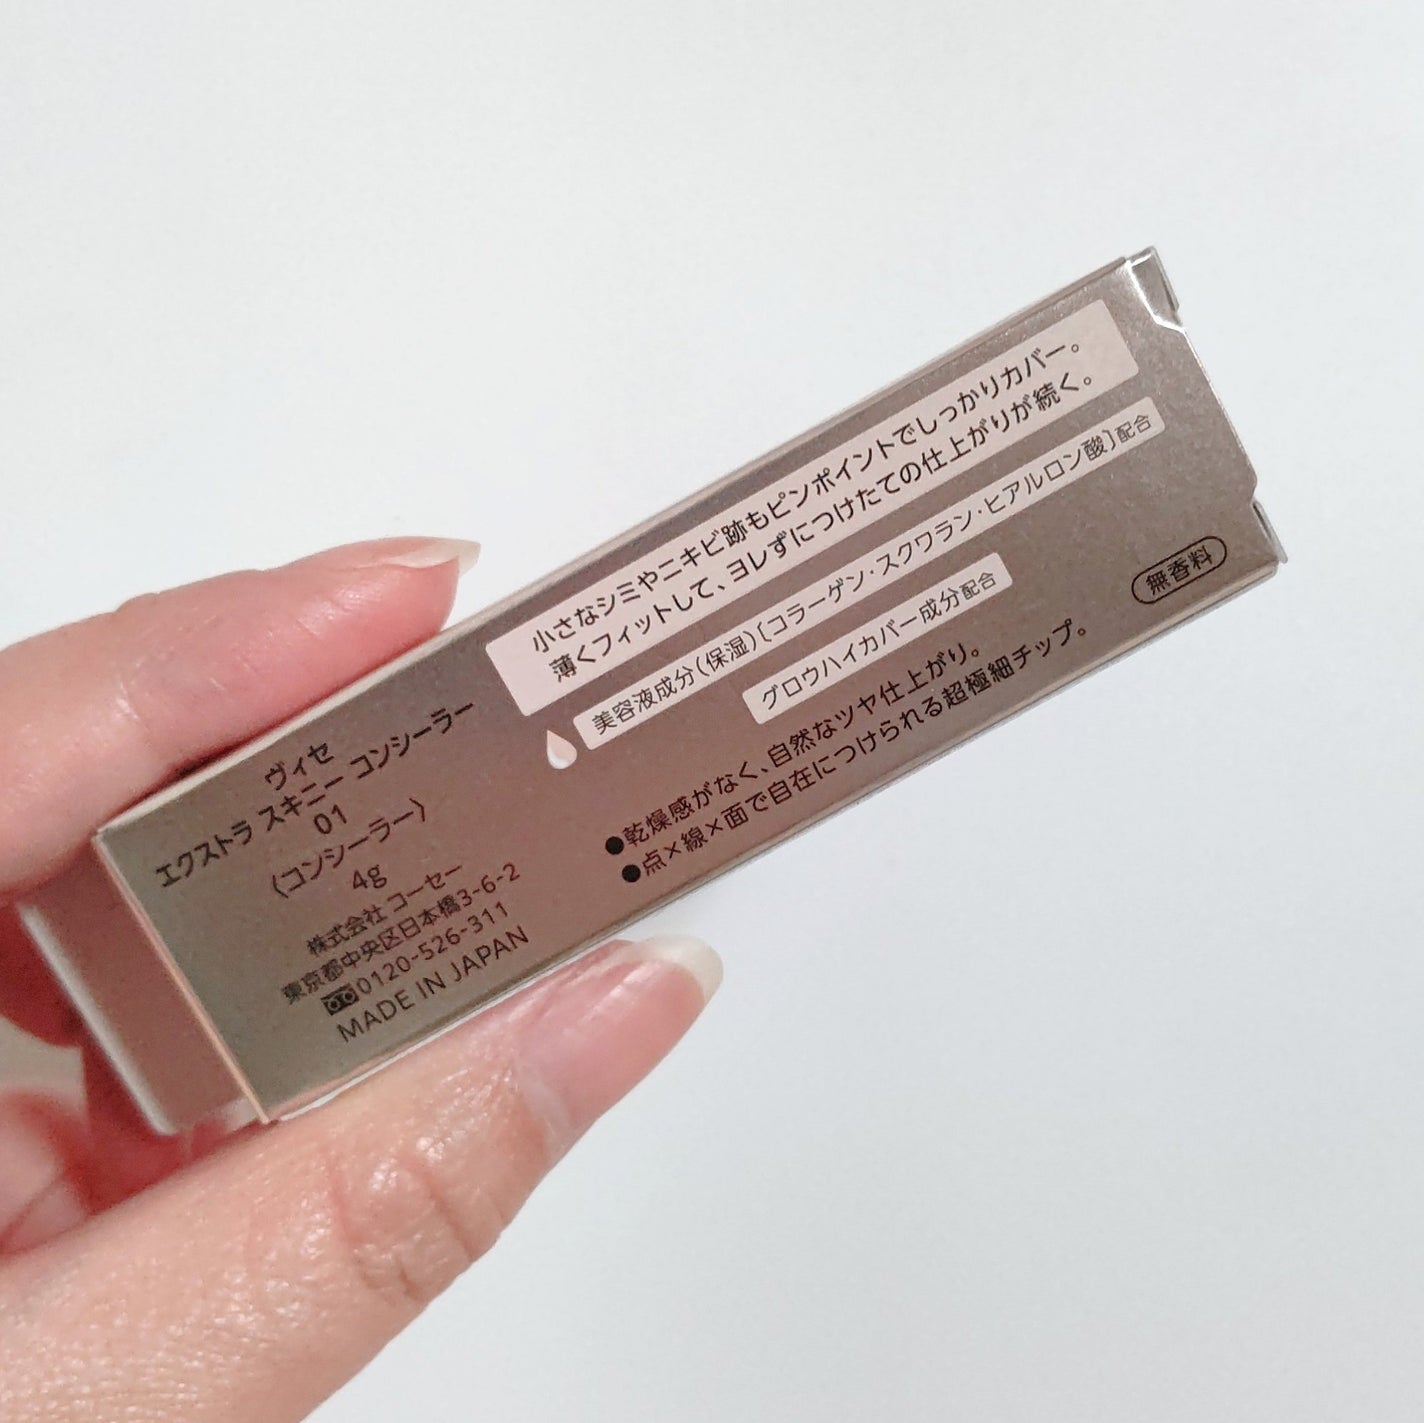 小さなシミやニキビ跡もピンポイントでしっかりカバー。
薄くフィットして、ヨレずにつけたての仕上がりが続く。
美容液成分(保湿)〔コラーゲン・スクワラン・ヒアルロン酸〕配合
グロウハイカバー成分配合
無香料
●乾燥感がなく、自然なツヤ仕上がり。
●点×線×面で自在につけられる超極細チップ。
ヴィセ
エクストラ スキニー コンシーラー
01
〈コンシーラー〉
4g
株式会社 コーセー
東京都中央区日本橋3-6-2
0120-526-311
MADE IN JAPAN